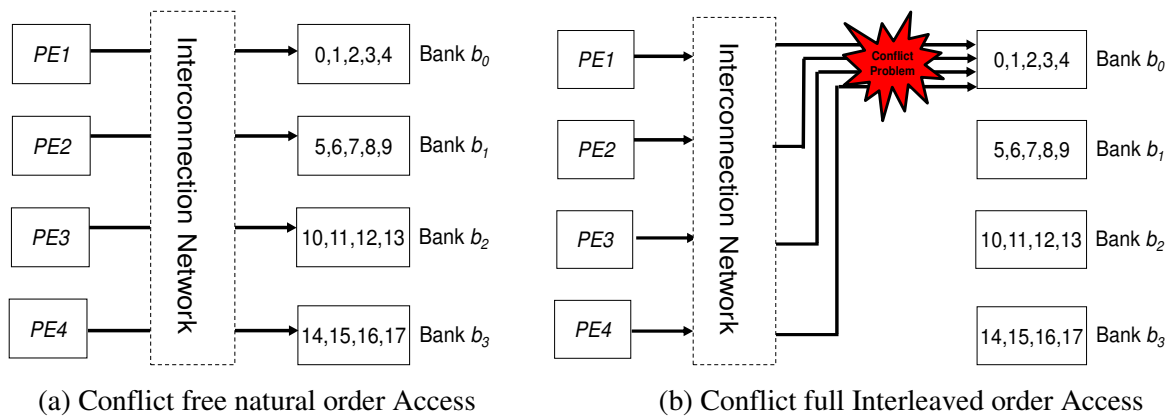 PE1
0,1,2,3,4
Bank b0
PE2
5,6,7,8,9
Bank b1
PE3
10,11,12,13
Bank b2
PE4
14,15,16,17
Bank b3
Interconnection Network
(a) Conflict free natural order Access
PE1
Conflict
Problem
0,1,2,3,4
Bank b0
PE2
5,6,7,8,9
Bank b1
PE3
10,11,12,13
Bank b2
PE4
14,15,16,17
Bank b3
Interconnection Network
(b) Conflict full Interleaved order Access